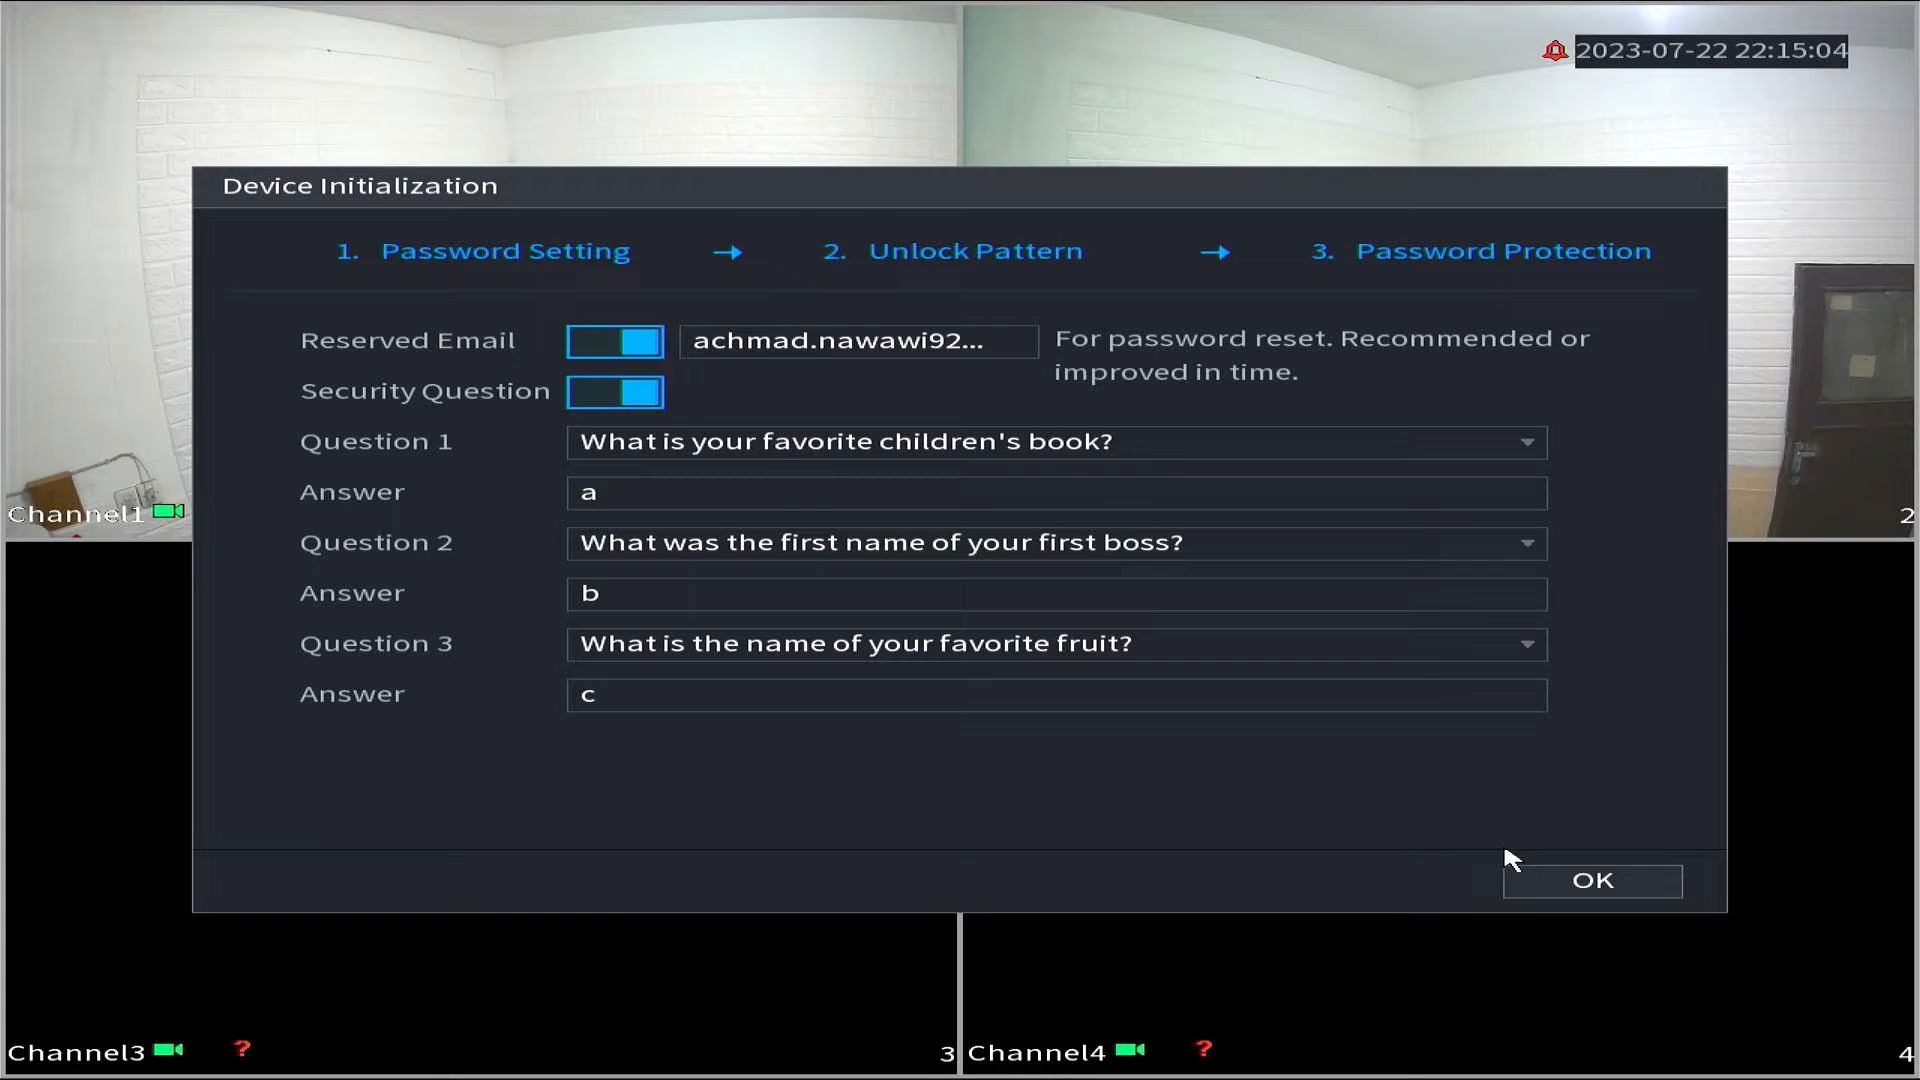 2023-07-22 22:15:04
Device Initialization
1. Password Setting → 2. Unlock Pattern → 3. Password Protection
Reserved Email achmad.nawawi92... For password reset. Recommended or
improved in time.
Security Question
Question 1 What is your favorite children's book?
Answer a
Question 2 What was the first name of your first boss?
Answer b
Question 3 What is the name of your favorite fruit?
Answer c
OK
Channel1
2
Channel3 ? 3
Channel4 ? 4